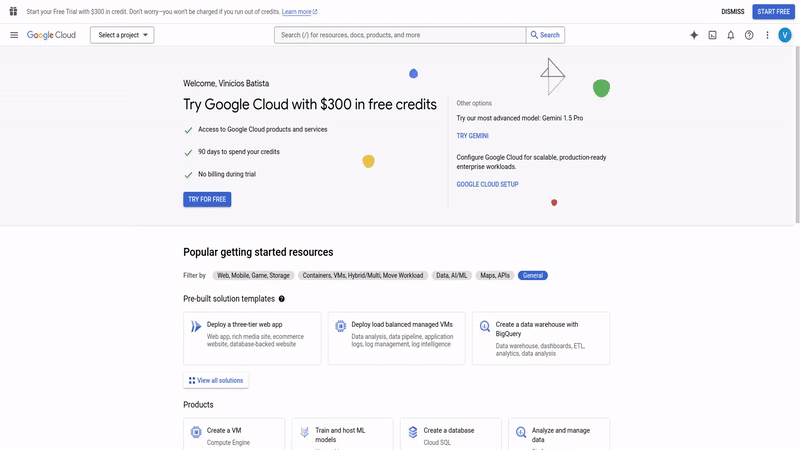 Start your Free Trial with $300 in credit. Don't worry—you won't be charged if you run out of credits. Learn more
DISMISS
START FREE
Google Cloud
Select a project
Search (/) for resources, docs, products, and more
Search
V
Welcome, Vinicios Batista
Try Google Cloud with $300 in free credits
Access to Google Cloud products and services
90 days to spend your credits
No billing during trial
TRY FOR FREE
Other options
Try our most advanced model: Gemini 1.5 Pro
TRY GEMINI
Configure Google Cloud for scalable, production-ready
enterprise workloads.
GOOGLE CLOUD SETUP
Popular getting started resources
Filter by
Web, Mobile, Game, Storage
Containers, VMs, Hybrid/Multi, Move Workload
Data, AI/ML
Maps, APIs
General
Pre-built solution templates
Deploy a three-tier web app
Web app, rich media site, ecommerce
website, database-backed website
Deploy load balanced managed VMs
Data analysis, data pipeline, application
logs, log management, log intelligence
Create a data warehouse with
BigQuery
Data warehouse, dashboards, ETL,
analytics, data analysis
View all solutions
Products
Create a VM
Compute Engine
Train and host ML
models
Create a database
Cloud SQL
Analyze and manage
data